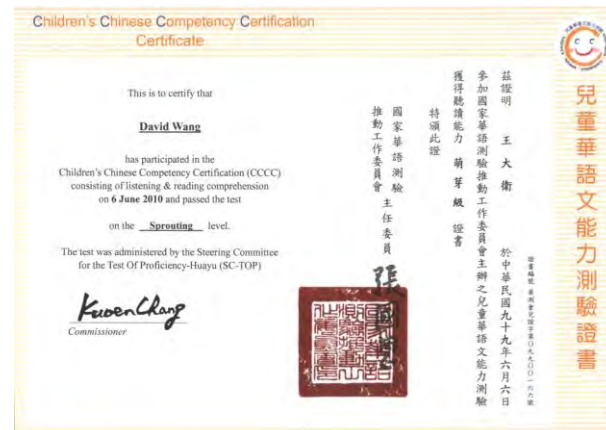 Children's Chinese Competency Certification
Certificate
This is to certify that
David Wang
has participated in the
Children's Chinese Competency Certification (CCCC)
consisting of listening & reading comprehension
on 6 June 2010 and passed the test
on the Sprouting level.
The test was administered by the Steering Committee
for the Test Of Proficiency-Huayu (SC-TOP)
Kuoen Chang
Commissioner
兒童華語文能力測驗證書
茲證明 王大衛 於中華民國九十九年六月六日
參加國家華語測驗推動工作委員會主辦之兒童華語文能力測驗
獲得聽讀能力 萌芽級 證書
特頒此證
國家華語測驗
推動工作委員會
主任委員